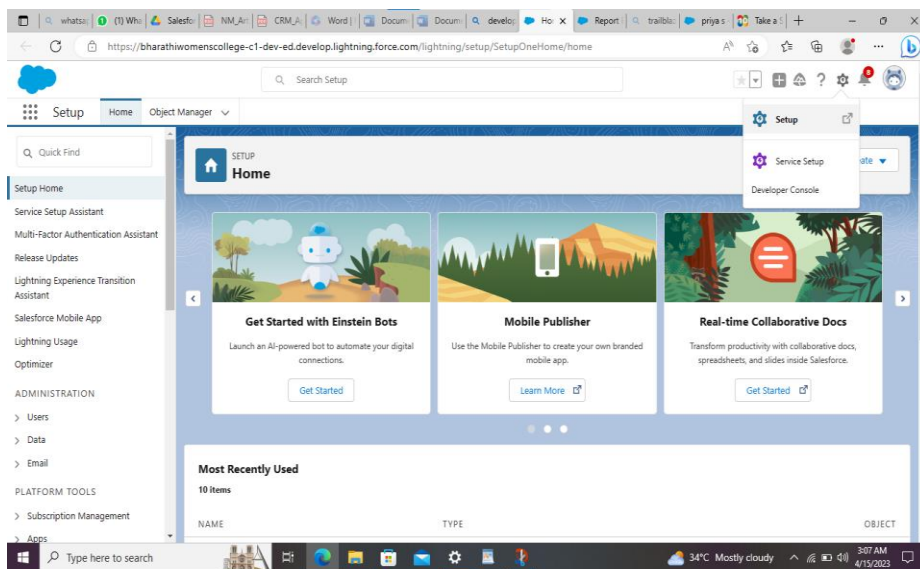 whatsa
(1) Wha
Salesfo
NM_Ari
CRM_A
Word |
Docum
Docum
develop
Ho
Report
trailbla
priya s
Take a S
https://bharathiwomenscollege-c1-dev-ed.develop.lightning.force.com/lightning/setup/SetupOneHome/home
Search Setup
8
Setup Home Object Manager
Setup
Service Setup
Developer Console
Quick Find
SETUP
Home
ate
Setup Home
Service Setup Assistant
Multi-Factor Authentication Assistant
Release Updates
Lightning Experience Transition
Assistant
Salesforce Mobile App
Lightning Usage
Optimizer
ADMINISTRATION
Users
Data
Email
PLATFORM TOOLS
Subscription Management
Apps
Get Started with Einstein Bots
Launch an AI-powered bot to automate your digital
connections.
Get Started
Mobile Publisher
Use the Mobile Publisher to create your own branded
mobile app.
Learn More
Real-time Collaborative Docs
Transform productivity with collaborative docs,
spreadsheets, and slides inside Salesforce.
Get Started
Most Recently Used
10 items
NAME TYPE OBJECT
Type here to search
34°C Mostly cloudy
3:07 AM
4/15/2023